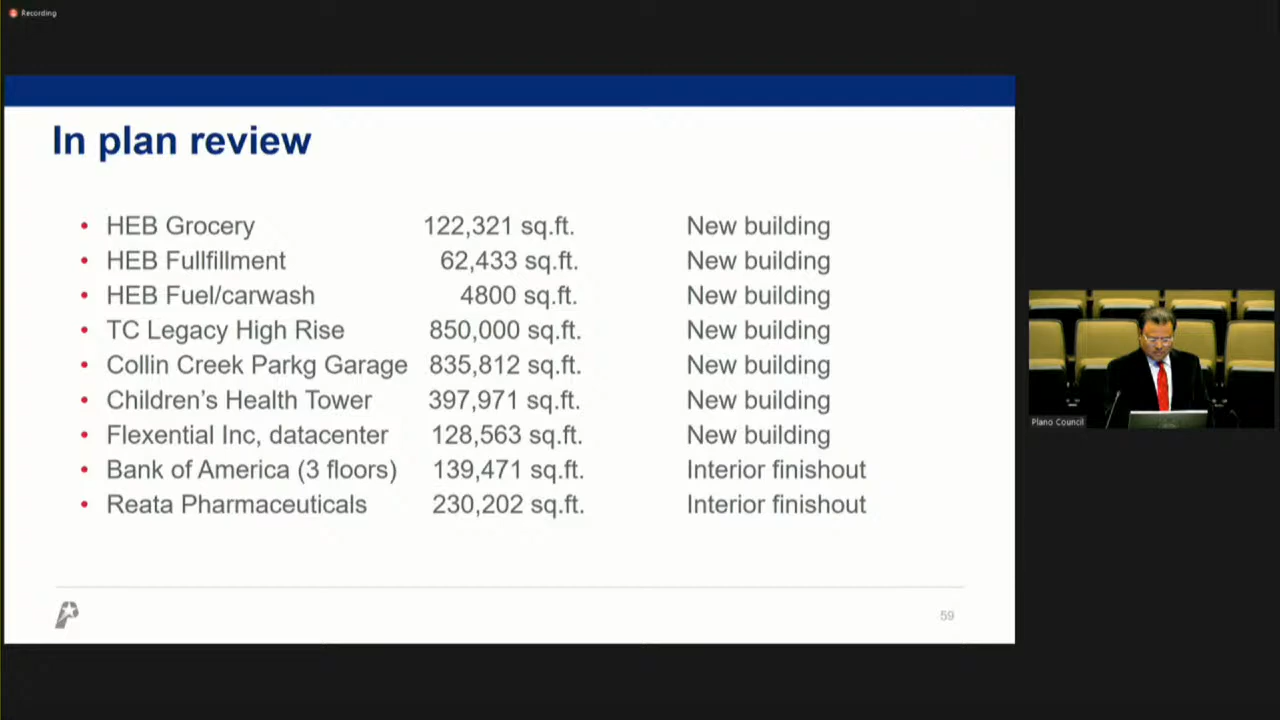 Recording
In plan review
• HEB Grocery 122,321 sq.ft. New building
• HEB Fullfillment 62,433 sq.ft. New building
• HEB Fuel/carwash 4800 sq.ft. New building
• TC Legacy High Rise 850,000 sq.ft. New building
• Collin Creek Parkg Garage 835,812 sq.ft. New building
• Children's Health Tower 397,971 sq.ft. New building
• Flexential Inc, datacenter 128,563 sq.ft. New building
• Bank of America (3 floors) 139,471 sq.ft. Interior finishout
• Reata Pharmaceuticals 230,202 sq.ft. Interior finishout
Plano Council
59